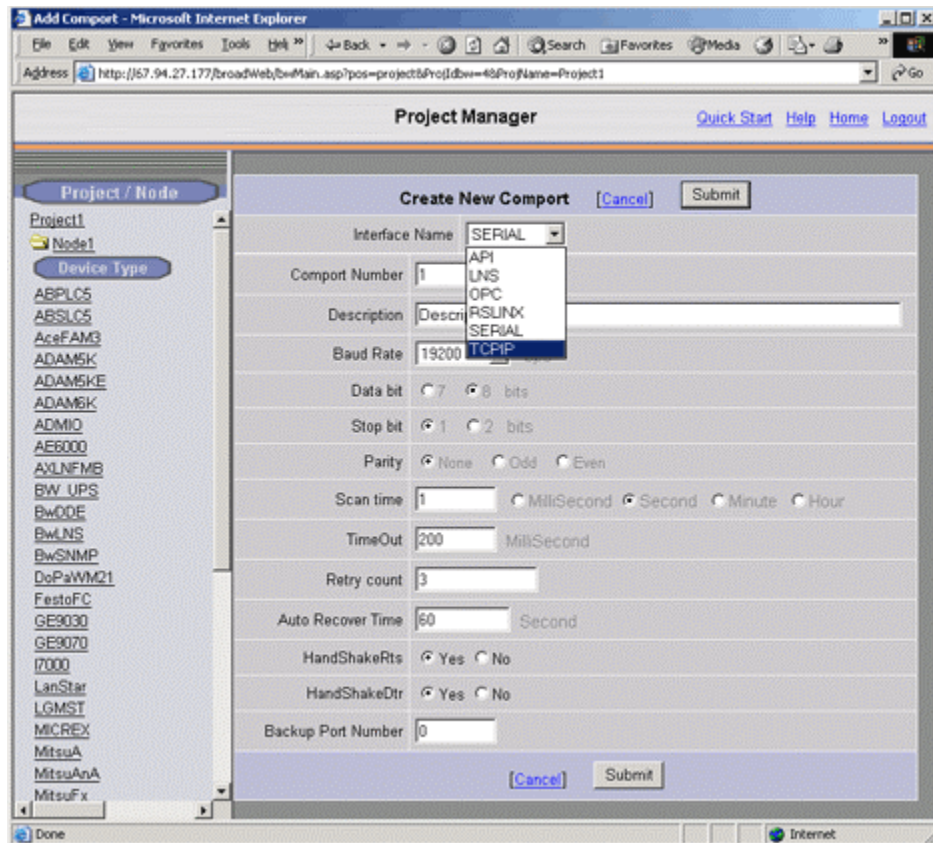 Add Comport - Microsoft Internet Explorer
File Edit View Favorites Tools Help » Back Search Favorites Media »
Address http://67.94.27.177/broadWeb/bwMain.asp?pos=project&ProjIdbw=4&ProjName=Project1 Go
Project Manager Quick Start Help Home Logout
Project / Node
Project1
Node1
Device Type
ABPLC5
ABSLC5
AceFAM3
ADAM5K
ADAM5KE
ADAM6K
ADMIO
AE6000
AXLNFMB
BW UPS
BwDDE
BwLNS
BwSNMP
DoPaWM21
FestoFC
GE9030
GE9070
I7000
LanStar
LGMST
MICREX
MitsuA
MitsuAnA
MitsuFx
Create New Comport [Cancel] Submit
Interface Name SERIAL
API
LNS
OPC
RSLINX
SERIAL
TCPIP
Comport Number 1
Description Descri
Baud Rate 19200
Data bit 7 8 bits
Stop bit 1 2 bits
Parity None Odd Even
Scan time 1 MilliSecond Second Minute Hour
TimeOut 200 MilliSecond
Retry count 3
Auto Recover Time 60 Second
HandShakeRts Yes No
HandShakeDtr Yes No
Backup Port Number 0
[Cancel] Submit
Done Internet